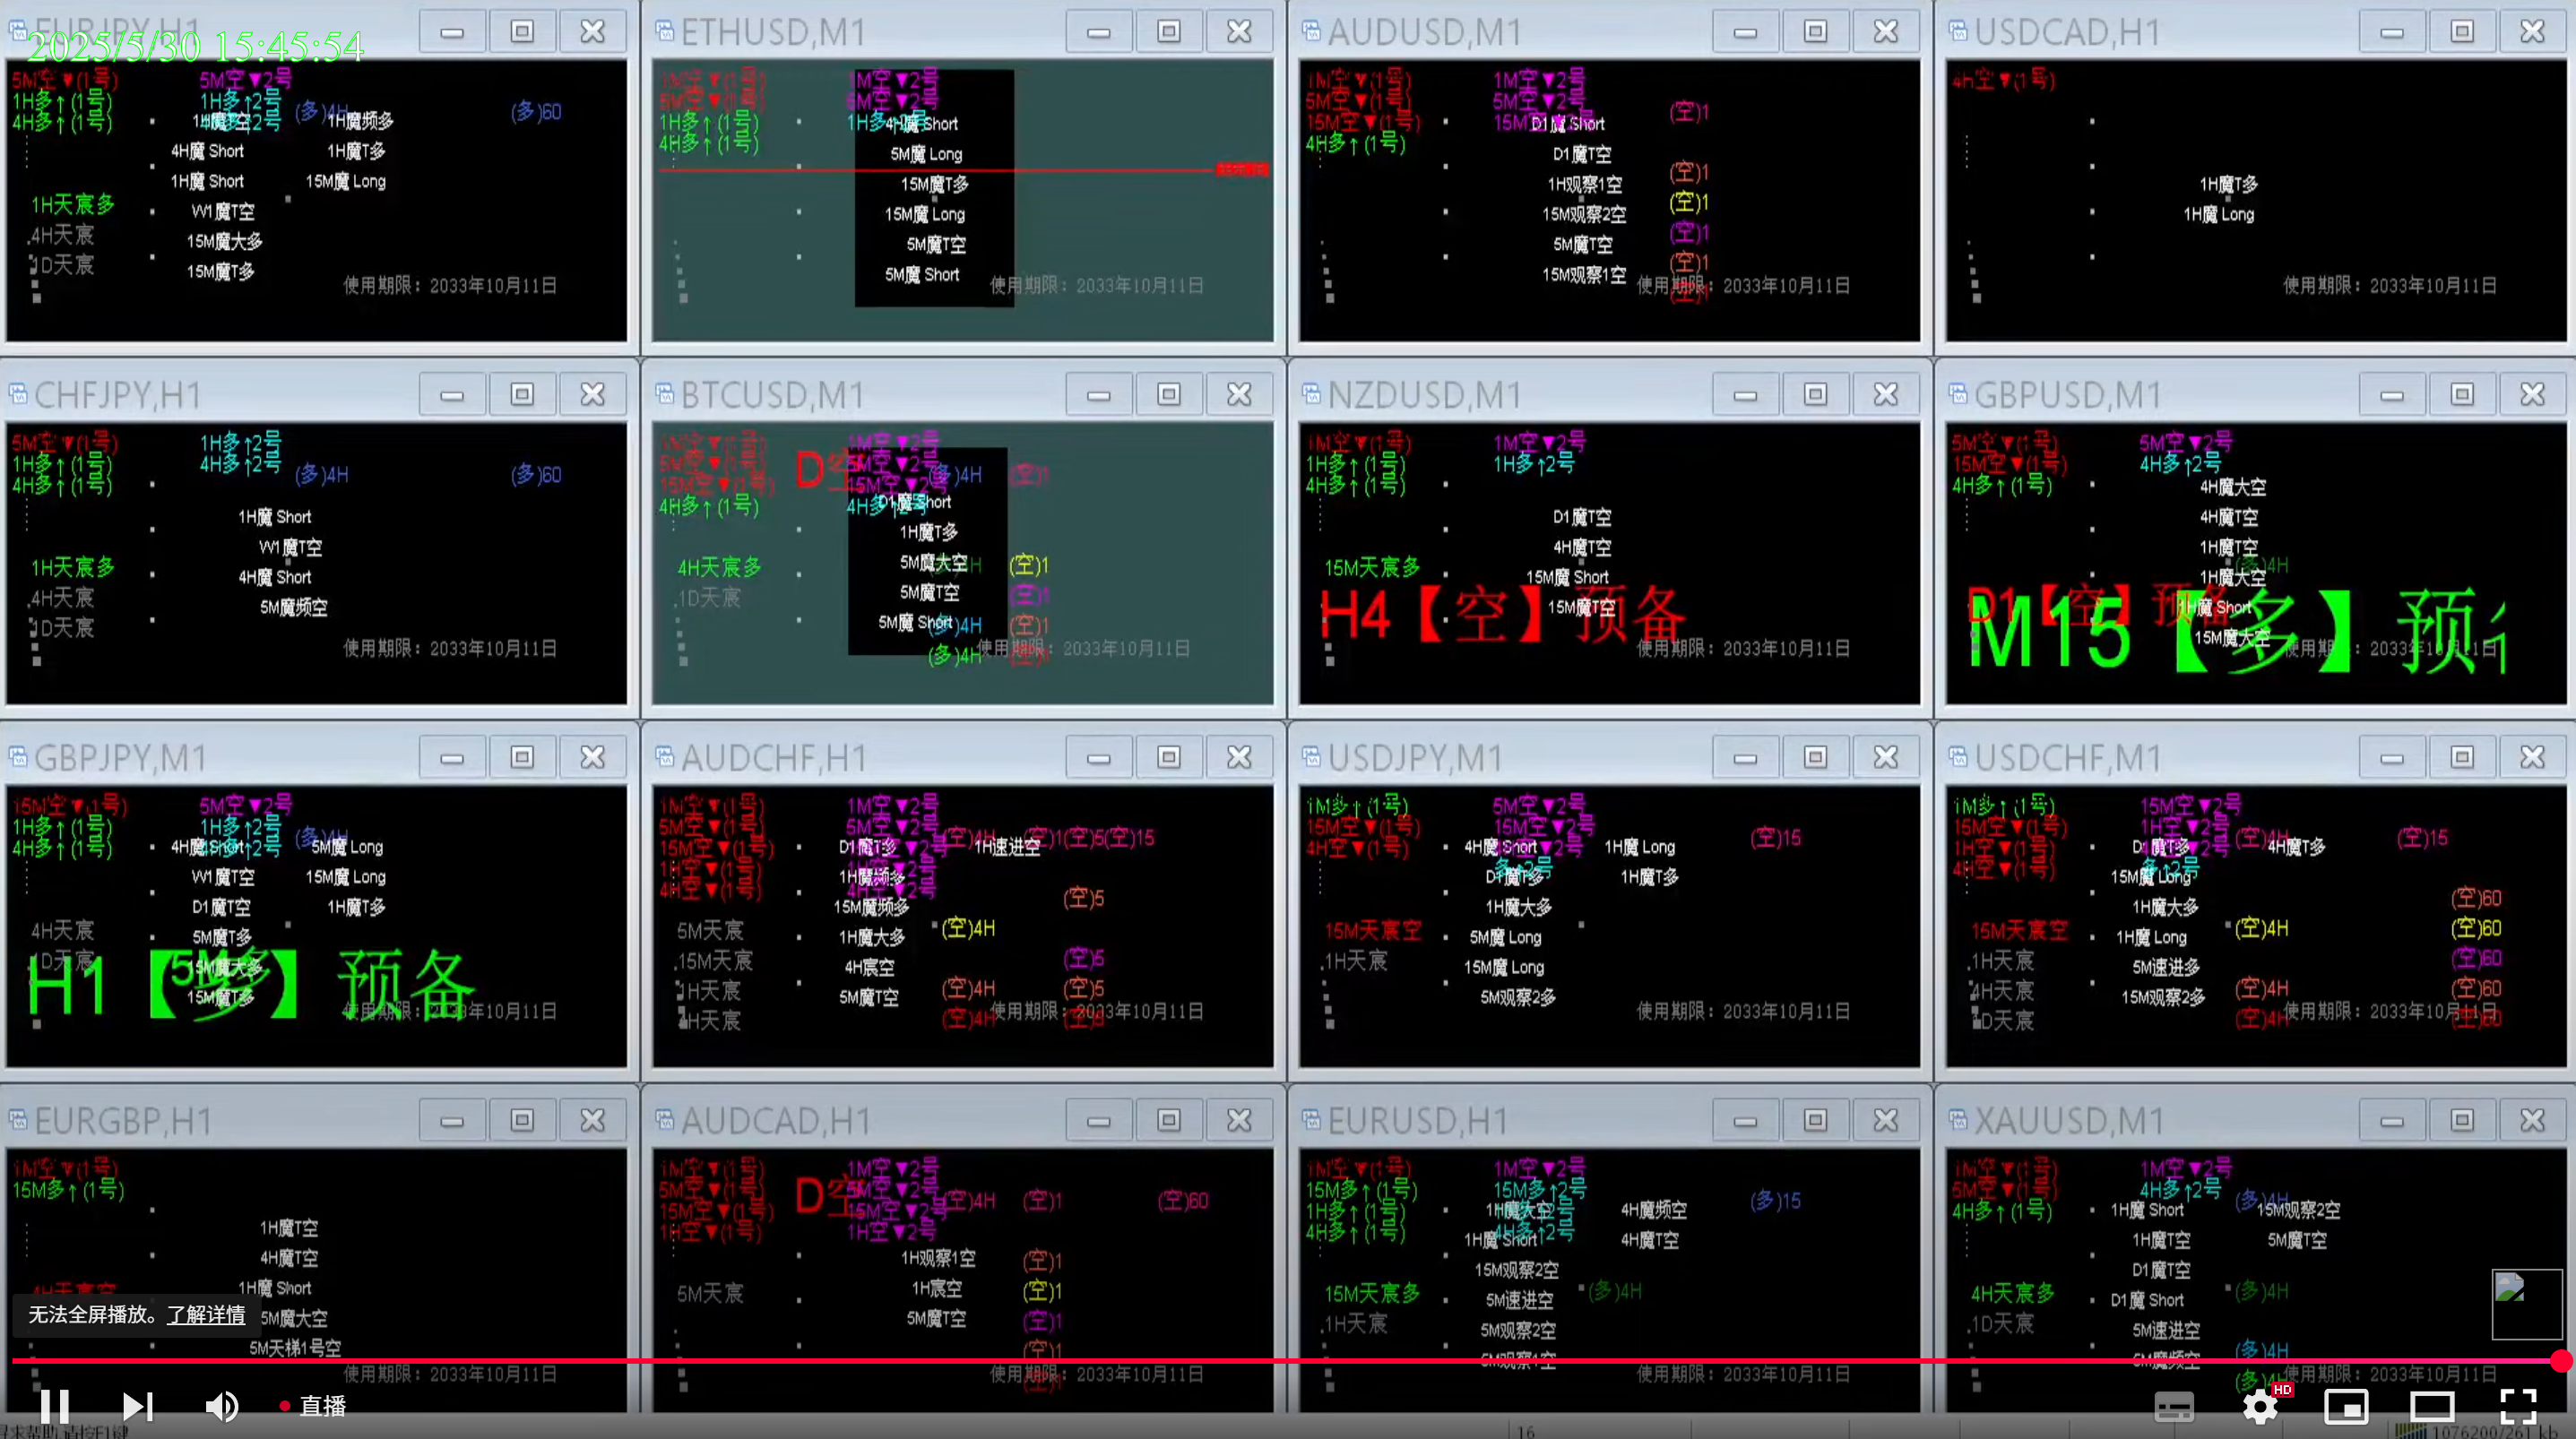 EURJPY,H1
2025/5/30 15:45:54
5M空▼(1号)
1H多↑(1号)
4H多↑(1号)
5M空▼2号
1H多↑2号
(多)4H
(多)60
1H魔频多
4H魔 Short
1H魔T多
1H魔 Short
15M魔 Long
1H天宸多
W1魔T空
.4H天宸
15M魔大多
1D天宸
15M魔T多
使用期限：2033年10月11日
ETHUSD,M1
1M空▼(1号)
5M空▼(1号)
1H多↑(1号)
4H多↑(1号)
1M空▼2号
5M空▼2号
4H魔 Short
5M魔 Long
15M魔T多
15M魔 Long
5M魔T空
5M魔 Short
使用期限：2033年10月11日
AUDUSD,M1
1M空▼(1号)
5M空▼(1号)
15M空▼(1号)
4H多↑(1号)
1M空▼2号
5M空▼2号
(空)1
D1魔 Short
D1魔T空
(空)1
1H观察1空
(空)1
15M观察2空
(空)1
5M魔T空
(空)1
15M观察1空
使用期限：2033年10月11日
USDCAD,H1
4H空▼(1号)
1H魔T多
1H魔 Long
使用期限：2033年10月11日
CHFJPY,H1
5M空▼(1号)
1H多↑(1号)
4H多↑(1号)
1H多↑2号
4H多↑2号
(多)4H
(多)60
1H魔 Short
W1魔T空
1H天宸多
4H魔 Short
.4H天宸
5M魔频空
1D天宸
使用期限：2033年10月11日
BTCUSD,M1
1M空▼(1号)
5M空▼(1号)
15M空▼(1号)
4H多↑(1号)
D空
1M空▼2号
5M空▼2号
15M空▼2号
(多)4H
(空)1
D1魔 Short
1H魔T多
4H天宸多
5M魔大空
(空)1
.1D天宸
5M魔T空
(空)1
5M魔 Short
(多)4H
(空)1
(多)4H
使用期限：2033年10月11日
NZDUSD,M1
1M空▼(1号)
1H多↑(1号)
4H多↑(1号)
1M空▼2号
1H多↑2号
D1魔T空
4H魔T空
15M天宸多
15M魔 Short
15M魔T空
H4【空】预备
使用期限：2033年10月11日
GBPUSD,M1
5M空▼(1号)
15M空▼(1号)
4H多↑(1号)
5M空▼2号
4H多↑2号
4H魔大空
4H魔T空
1H魔T空
(多)4H
1H魔大空
D1【空】预备
1H魔 Short
M15【多】预
15M魔大空
使用期限：2033年10月11日
GBPJPY,M1
15M空▼(1号)
1H多↑(1号)
4H多↑(1号)
5M空▼2号
1H多↑2号
(多)4H
4H魔 Short
5M魔 Long
W1魔T空
15M魔 Long
D1魔T空
1H魔T多
4H天宸
5M魔T多
.1D天宸
15M魔大多
H1【多】预备
15M魔T多
使用期限：2033年10月11日
AUDCHF,H1
1M空▼(1号)
5M空▼(1号)
15M空▼(1号)
1H空▼(1号)
4H空▼(1号)
1M空▼2号
5M空▼2号
(空)4H
(空)1(空)5(空)15
D1魔T多
1H速进空
1H魔频多
(空)5
15M魔频多
5M天宸
1H魔大多
(空)4H
.15M天宸
4H宸空
(空)5
1H天宸
5M魔T空
(空)4H
(空)5
4H天宸
(空)4H
使用期限：2033年10月11日
USDJPY,M1
1M多↑(1号)
15M空▼(1号)
4H空▼(1号)
5M空▼2号
15M空▼2号
(空)15
4H魔 Short
1H魔 Long
D1魔T多
1H魔T多
1H魔大多
15M天宸空
5M魔 Long
.1H天宸
15M魔 Long
5M观察2多
使用期限：2033年10月11日
USDCHF,M1
1M多↑(1号)
15M空▼(1号)
1H空▼(1号)
4H空▼(1号)
15M空▼2号
1H空▼2号
(空)4H
(空)15
D1魔T多
4H魔T多
15M魔 Long
1H魔大多
(空)60
15M天宸空
1H魔 Long
(空)4H
(空)60
.1H天宸
5M速进多
(空)60
4H天宸
15M观察2多
(空)4H
(空)60
1D天宸
(空)4H
(空)60
使用期限：2033年10月11日
EURGBP,H1
1M空▼(1号)
15M多↑(1号)
1H魔T空
4H魔T空
1H魔 Short
4H天宸空
5M魔大空
5M天梯1号空
使用期限：2033年10月11日
AUDCAD,H1
1M空▼(1号)
5M空▼(1号)
15M空▼(1号)
1H空▼(1号)
D空
1M空▼2号
5M空▼2号
15M空▼2号
1H空▼2号
(空)4H
(空)1
(空)60
1H观察1空
(空)1
5M天宸
1H宸空
(空)1
5M魔T空
(空)1
(空)1
使用期限：2033年10月11日
EURUSD,H1
1M空▼(1号)
15M多↑(1号)
1H多↑(1号)
4H多↑(1号)
1M空▼2号
15M多↑2号
4H多↑2号
(多)15
1H魔大空
4H魔频空
1H魔 Short
4H魔T空
15M观察2空
15M天宸多
5M速进空
(多)4H
.1H天宸
5M观察2空
5M观察1空
使用期限：2033年10月11日
XAUUSD,M1
1M空▼(1号)
5M空▼(1号)
4H多↑(1号)
1M空▼2号
4H多↑2号
(多)4H
1H魔 Short
15M观察2空
1H魔T空
5M魔T空
D1魔T空
4H天宸多
D1魔 Short
(多)4H
.1D天宸
5M速进空
5M魔频空
(多)4H
使用期限：2033年10月11日
无法全屏播放。了解详情
直播
HD
16
1076200/261 kb